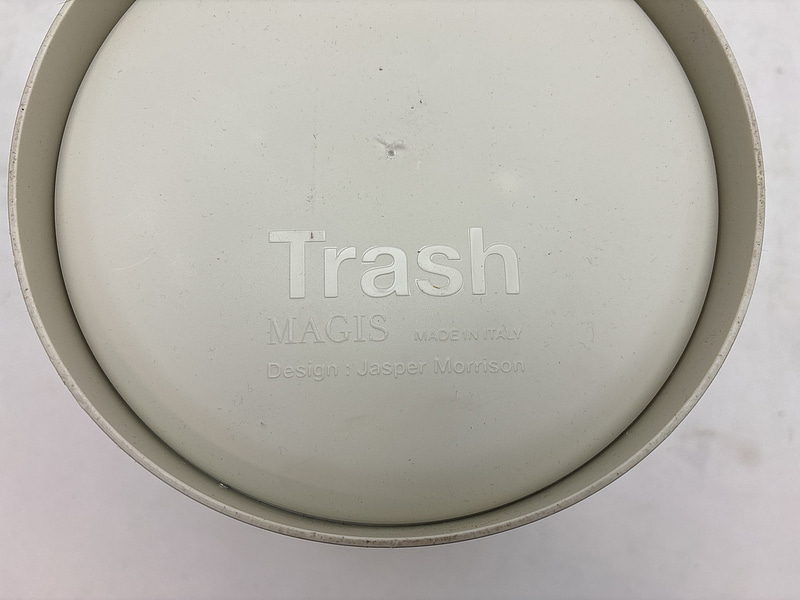 Trash
MAGIS MADE IN ITALY
Design : Jasper Morrison